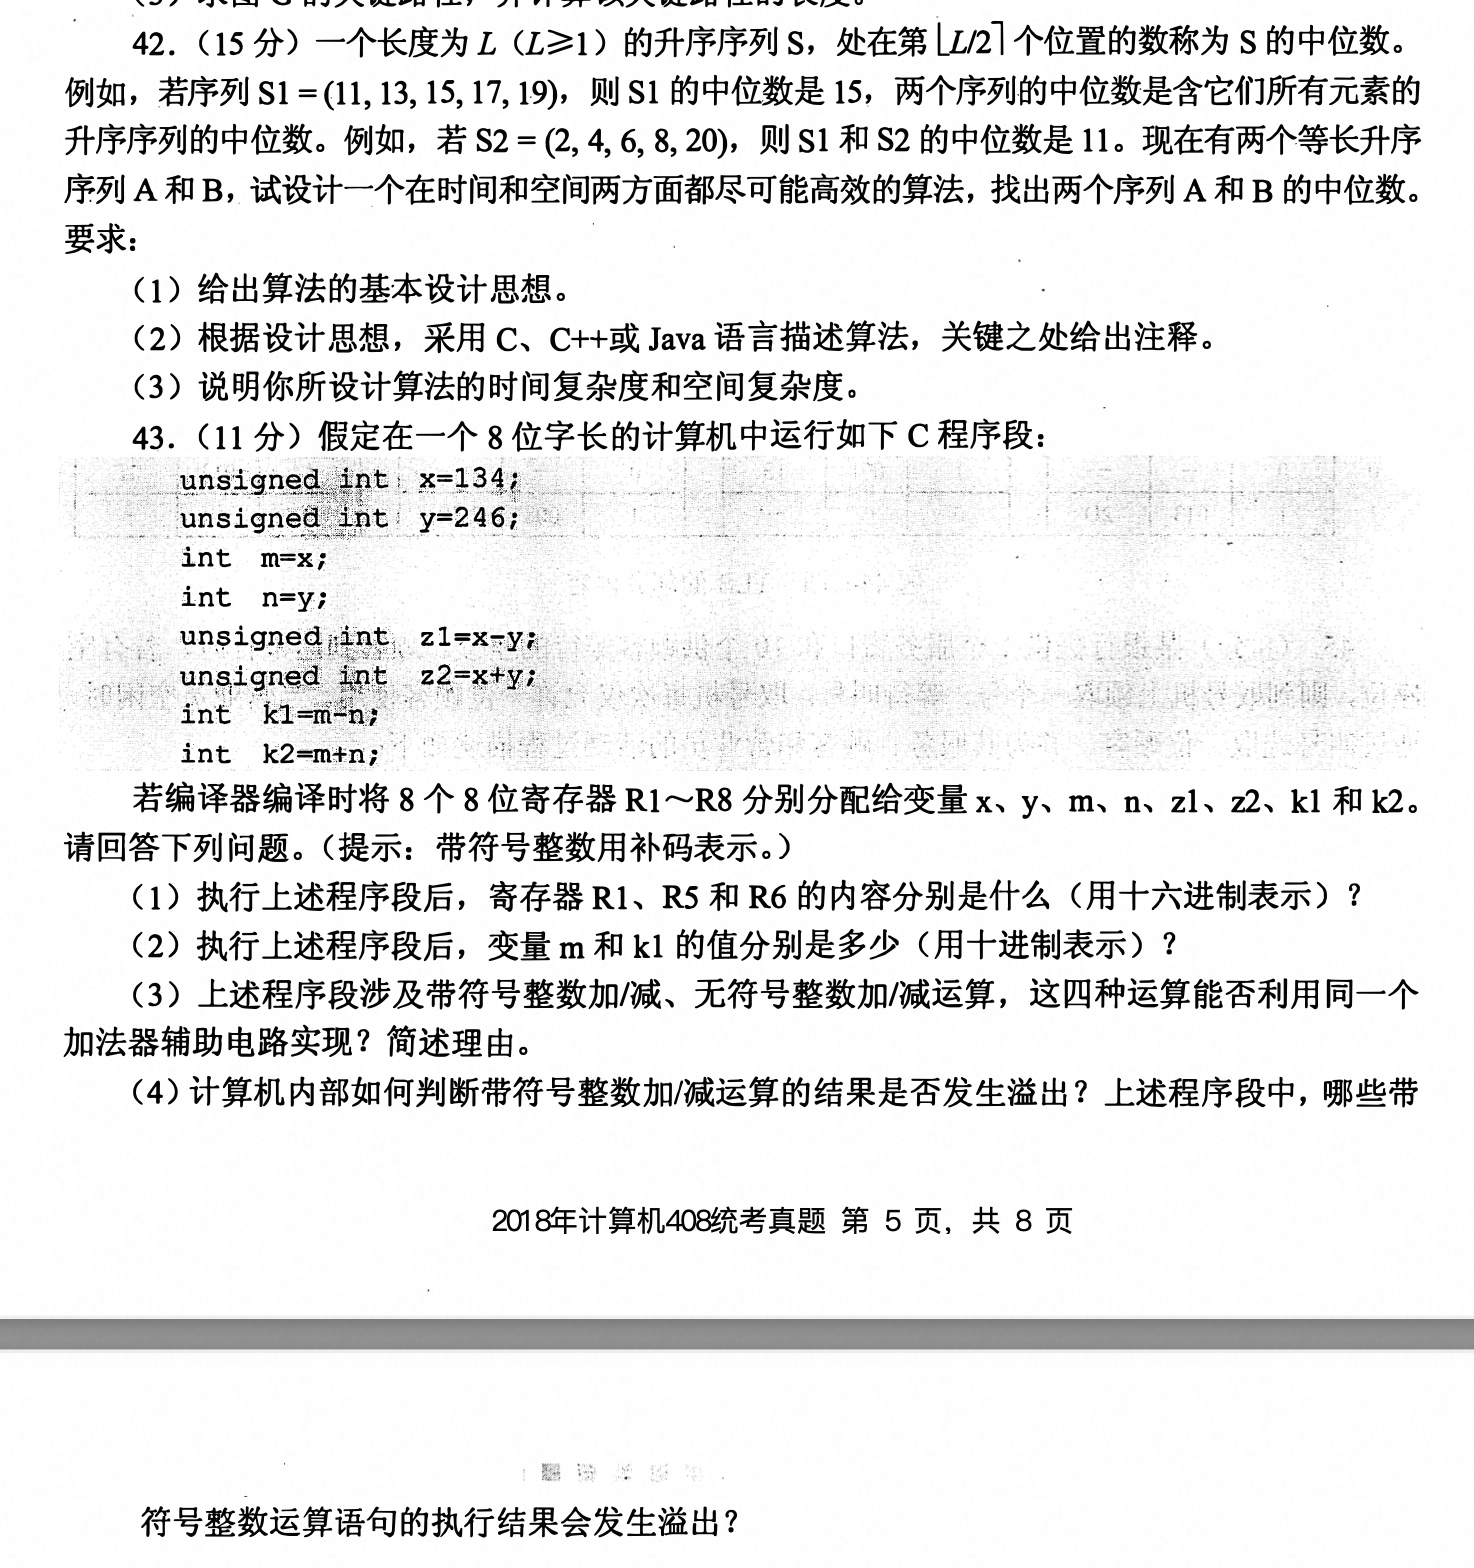 42.（15 分）一个长度为 L（L≥1）的升序序列 S，处在第⌊L/2⌉个位置的数称为 S 的中位数。
例如，若序列 S1 = (11, 13, 15, 17, 19)，则 S1 的中位数是 15，两个序列的中位数是含它们所有元素的
升序序列的中位数。例如，若 S2 = (2, 4, 6, 8, 20)，则 S1 和 S2 的中位数是 11。现在有两个等长升序
序列 A 和 B，试设计一个在时间和空间两方面都尽可能高效的算法，找出两个序列 A 和 B 的中位数。
要求：
（1）给出算法的基本设计思想。
（2）根据设计思想，采用 C、C++或 Java 语言描述算法，关键之处给出注释。
（3）说明你所设计算法的时间复杂度和空间复杂度。
43.（11 分）假定在一个 8 位字长的计算机中运行如下 C 程序段：
unsigned int x=134;
unsigned int y=246;
int m=x;
int n=y;
unsigned int z1=x-y;
unsigned int z2=x+y;
int k1=m-n;
int k2=m+n;
若编译器编译时将 8 个 8 位寄存器 R1～R8 分别分配给变量 x、y、m、n、z1、z2、k1 和 k2。
请回答下列问题。（提示：带符号整数用补码表示。）
（1）执行上述程序段后，寄存器 R1、R5 和 R6 的内容分别是什么（用十六进制表示）？
（2）执行上述程序段后，变量 m 和 k1 的值分别是多少（用十进制表示）？
（3）上述程序段涉及带符号整数加/减、无符号整数加/减运算，这四种运算能否利用同一个
加法器辅助电路实现？简述理由。
（4）计算机内部如何判断带符号整数加/减运算的结果是否发生溢出？上述程序段中，哪些带
2018年计算机408统考真题 第 5 页，共 8 页
符号整数运算语句的执行结果会发生溢出？